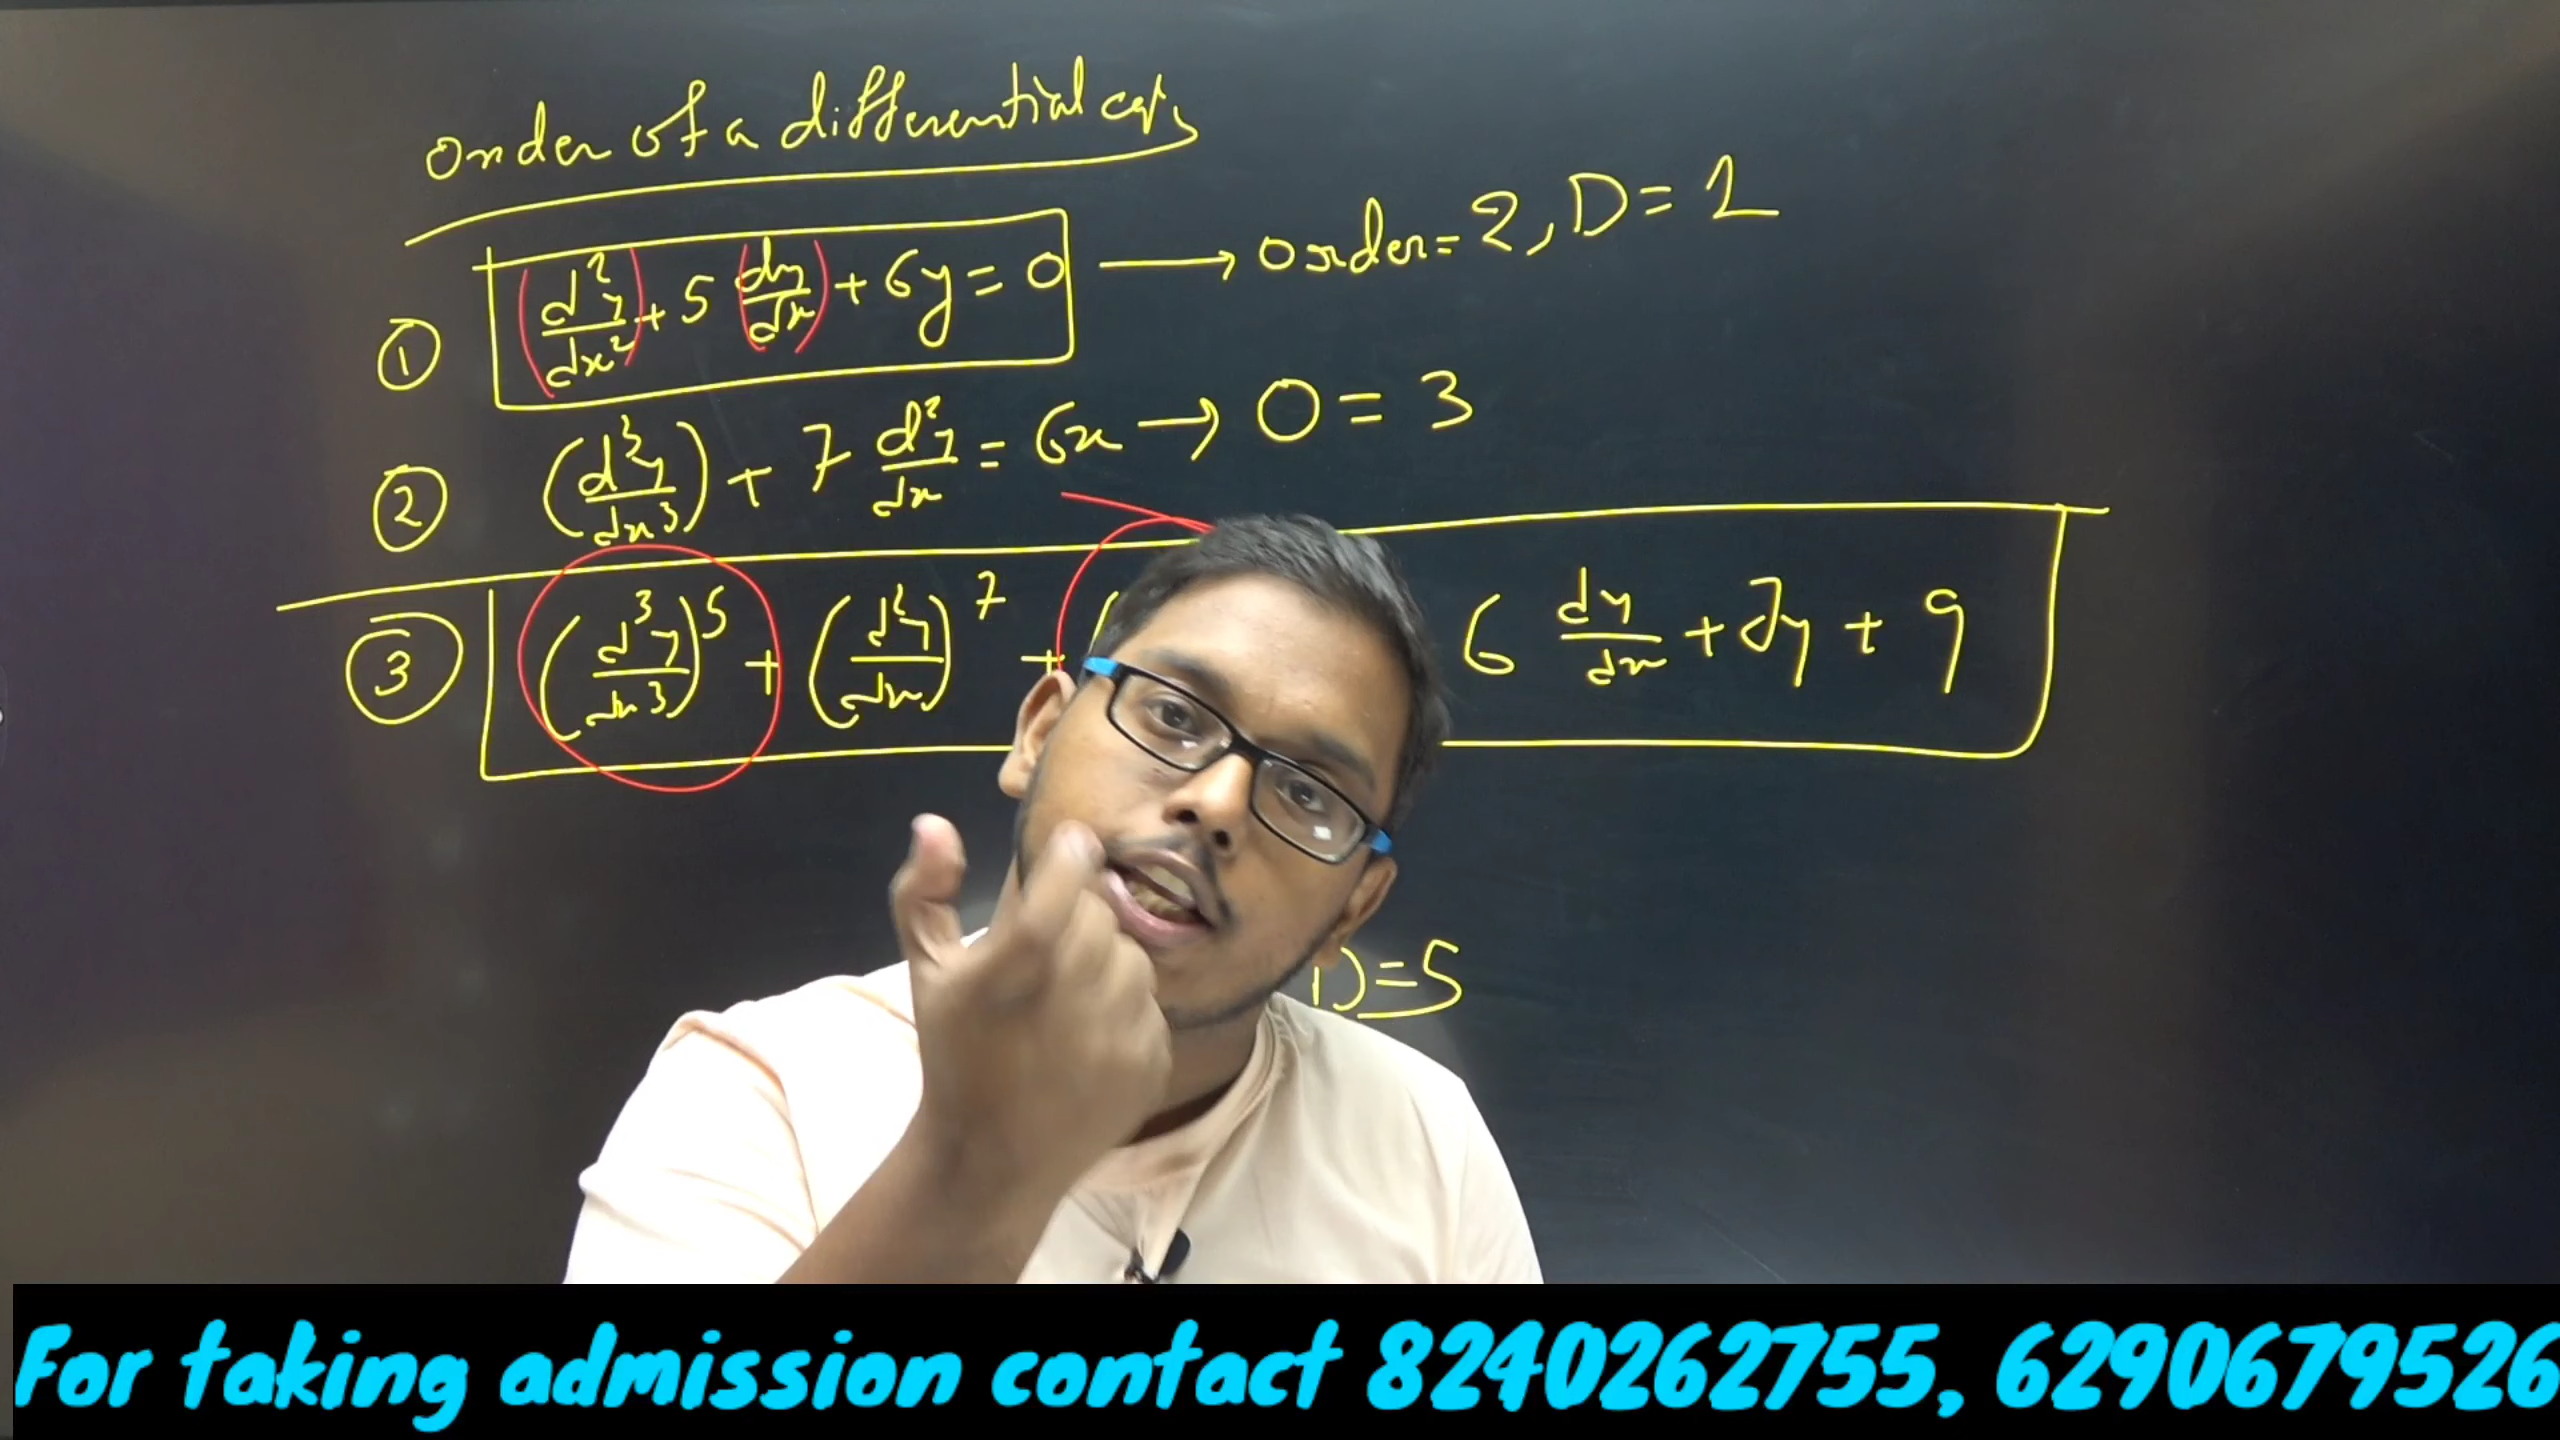 order of a differential eqn
① d²y/dx² + 5 dy/dx + 6y = 0 → order = 2, D = 1
② (d³y/dx³) + 7 d²y/dx = 6x → O = 3
③ (d³y/dx³)⁵ + (d²y/dx)⁷ + ( 6 dy/dx + 7y + 9
D = 5
For taking admission contact 8240262755, 6290679526